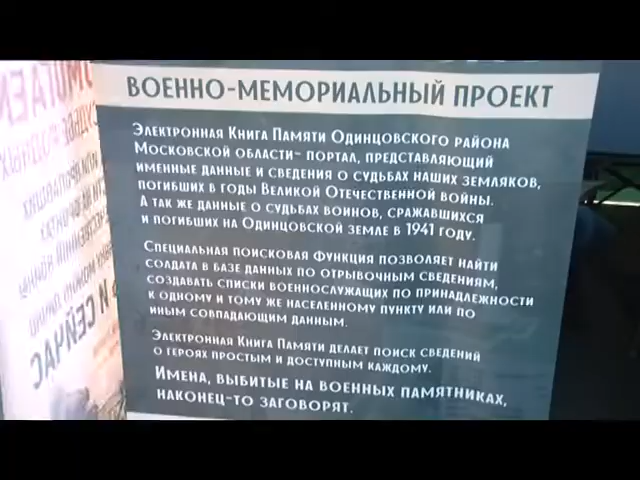 ВОЕННО-МЕМОРИАЛЬНЫЙ ПРОЕКТ
ЭЛЕКТРОННАЯ КНИГА ПАМЯТИ ОДИНЦОВСКОГО РАЙОНА
МОСКОВСКОЙ ОБЛАСТИ- ПОРТАЛ, ПРЕДСТАВЛЯЮЩИЙ
ИМЕННЫЕ ДАННЫЕ И СВЕДЕНИЯ О СУДЬБАХ НАШИХ ЗЕМЛЯКОВ,
ПОГИБШИХ В ГОДЫ ВЕЛИКОЙ ОТЕЧЕСТВЕННОЙ ВОЙНЫ.
А ТАК ЖЕ ДАННЫЕ О СУДЬБАХ ВОИНОВ, СРАЖАВШИХСЯ
И ПОГИБШИХ НА ОДИНЦОВСКОЙ ЗЕМЛЕ В 1941 ГОДУ.
СПЕЦИАЛЬНАЯ ПОИСКОВАЯ ФУНКЦИЯ ПОЗВОЛЯЕТ НАЙТИ
СОЛДАТА В БАЗЕ ДАННЫХ ПО ОТРЫВОЧНЫМ СВЕДЕНИЯМ,
СОЗДАВАТЬ СПИСКИ ВОЕННОСЛУЖАЩИХ ПО ПРИНАДЛЕЖНОСТИ
К ОДНОМУ И ТОМУ ЖЕ НАСЕЛЕННОМУ ПУНКТУ ИЛИ ПО
ИНЫМ СОВПАДАЮЩИМ ДАННЫМ.
ЭЛЕКТРОННАЯ КНИГА ПАМЯТИ ДЕЛАЕТ ПОИСК СВЕДЕНИЙ
О ГЕРОЯХ ПРОСТЫМ И ДОСТУПНЫМ КАЖДОМУ.
ИМЕНА, ВЫБИТЫЕ НА ВОЕННЫХ ПАМЯТНИКАХ,
НАКОНЕЦ-ТО ЗАГОВОРЯТ.
И СЕЙЧАС